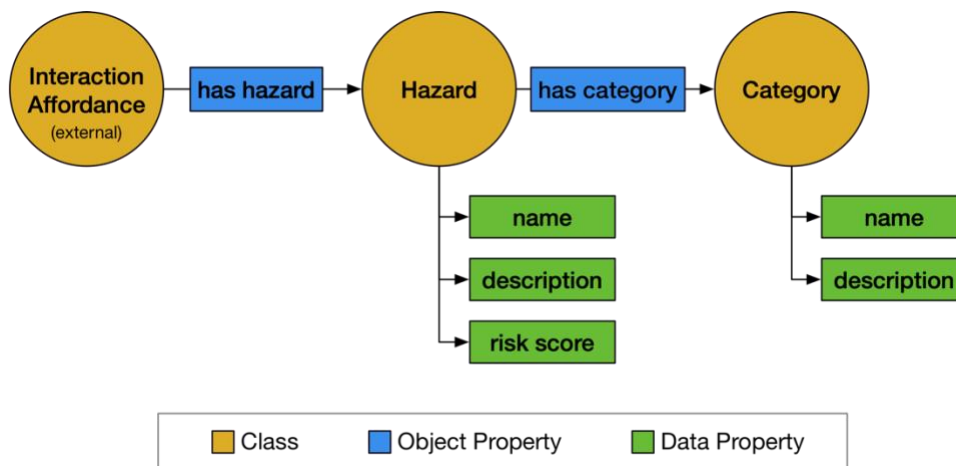 Interaction
Affordance
(external)
has hazard
Hazard
has category
Category
name
description
risk score
name
description
Class
Object Property
Data Property